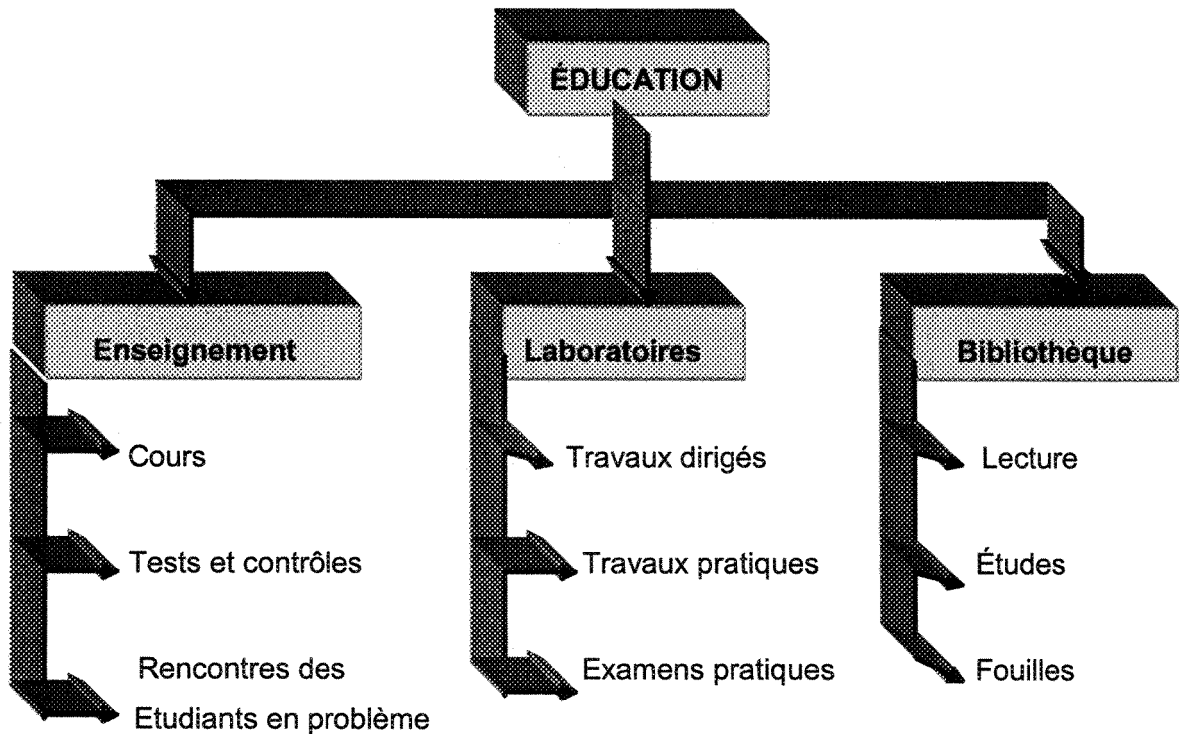 ÉDUCATION
Enseignement
Cours
Tests et contrôles
Rencontres des
Etudiants en problème
Laboratoires
Travaux dirigés
Travaux pratiques
Examens pratiques
Bibliothèque
Lecture
Études
Fouilles